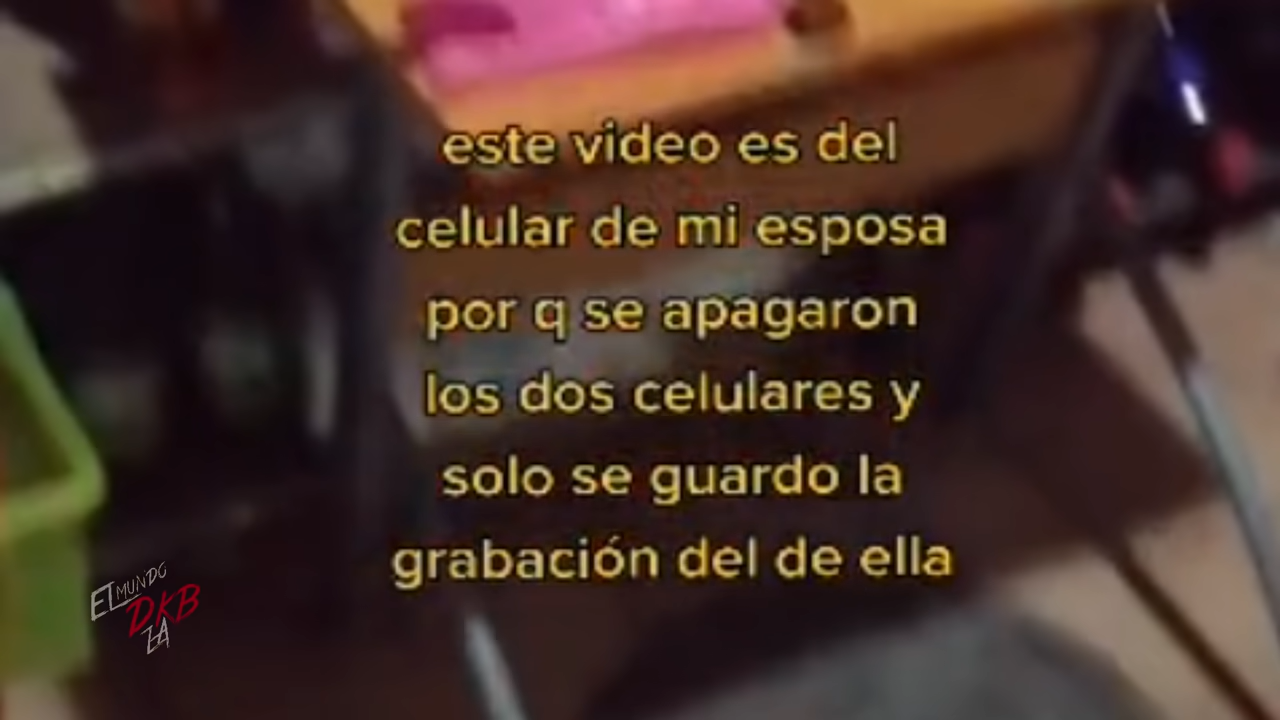 este video es del
celular de mi esposa
por q se apagaron
los dos celulares y
solo se guardo la
grabación del de ella
EL MUNDO
DKB
ZA